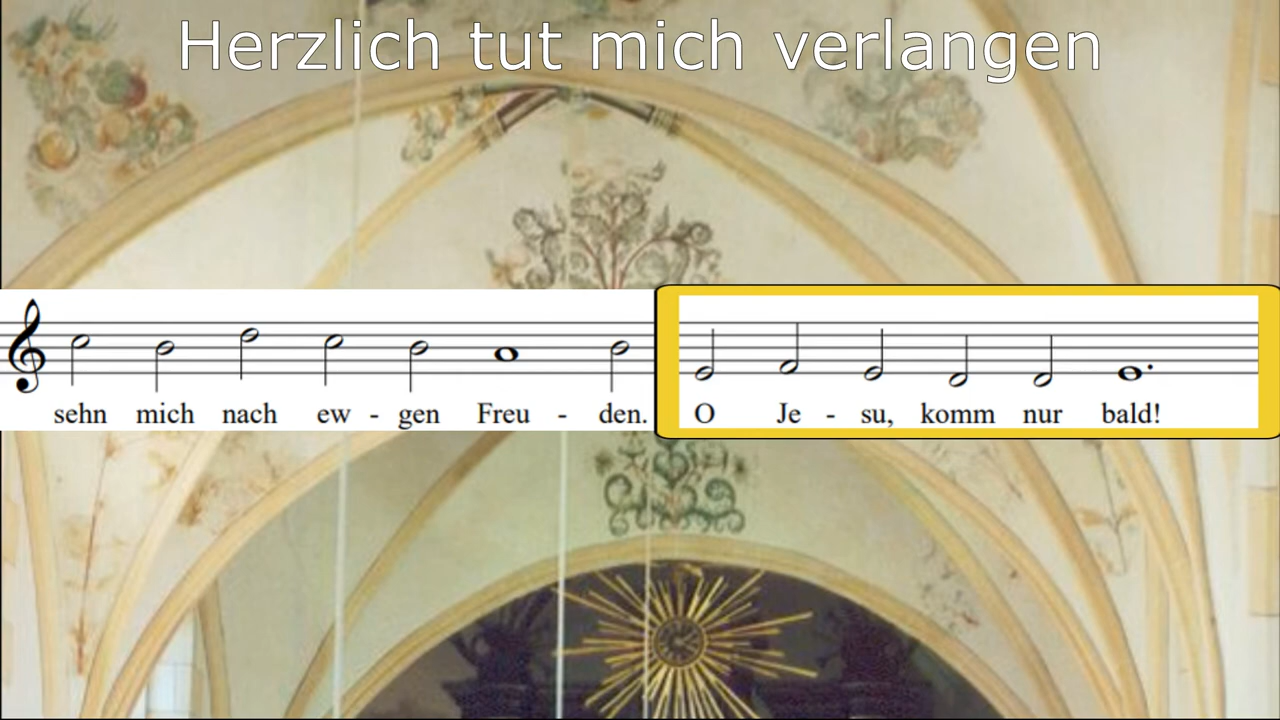 Herzlich tut mich verlangen
sehn mich nach ew - gen Freu - den. O Je - su, komm nur bald!